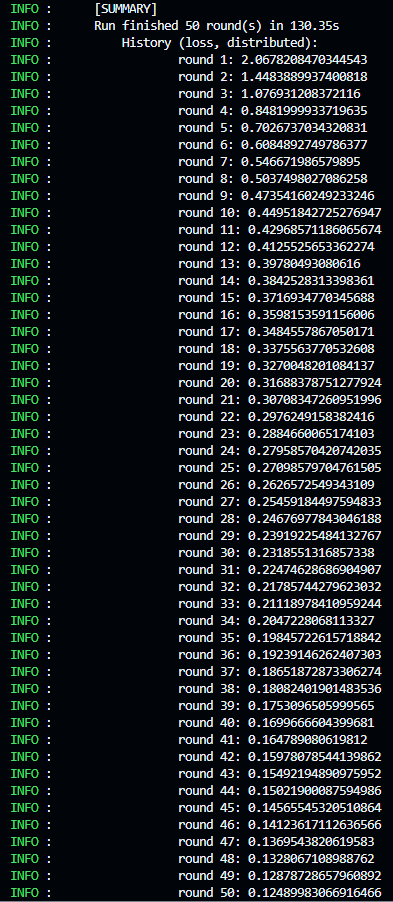 INFO : [SUMMARY]
INFO : Run finished 50 round(s) in 130.35s
INFO : History (loss, distributed):
INFO : round 1: 2.0678208470344543
INFO : round 2: 1.4483889937400818
INFO : round 3: 1.076931208372116
INFO : round 4: 0.8481999933719635
INFO : round 5: 0.7026737034320831
INFO : round 6: 0.6084892749786377
INFO : round 7: 0.546671986579895
INFO : round 8: 0.5037498027086258
INFO : round 9: 0.47354160249233246
INFO : round 10: 0.44951842725276947
INFO : round 11: 0.42968571186065674
INFO : round 12: 0.4125525653362274
INFO : round 13: 0.39780493080616
INFO : round 14: 0.3842528313398361
INFO : round 15: 0.3716934770345688
INFO : round 16: 0.3598153591156006
INFO : round 17: 0.3484557867050171
INFO : round 18: 0.3375563770532608
INFO : round 19: 0.3270048201084137
INFO : round 20: 0.31688378751277924
INFO : round 21: 0.30708347260951996
INFO : round 22: 0.2976249158382416
INFO : round 23: 0.2884660065174103
INFO : round 24: 0.27958570420742035
INFO : round 25: 0.27098579704761505
INFO : round 26: 0.2626572549343109
INFO : round 27: 0.25459184497594833
INFO : round 28: 0.24676977843046188
INFO : round 29: 0.23919225484132767
INFO : round 30: 0.2318551316857338
INFO : round 31: 0.22474628686904907
INFO : round 32: 0.21785744279623032
INFO : round 33: 0.21118978410959244
INFO : round 34: 0.2047228068113327
INFO : round 35: 0.19845722615718842
INFO : round 36: 0.19239146262407303
INFO : round 37: 0.18651872873306274
INFO : round 38: 0.18082401901483536
INFO : round 39: 0.1753096505999565
INFO : round 40: 0.1699666604399681
INFO : round 41: 0.164789080619812
INFO : round 42: 0.15978078544139862
INFO : round 43: 0.15492194890975952
INFO : round 44: 0.15021900087594986
INFO : round 45: 0.14565545320510864
INFO : round 46: 0.14123617112636566
INFO : round 47: 0.1369543820619583
INFO : round 48: 0.1328067108988762
INFO : round 49: 0.12878728657960892
INFO : round 50: 0.12489983066916466